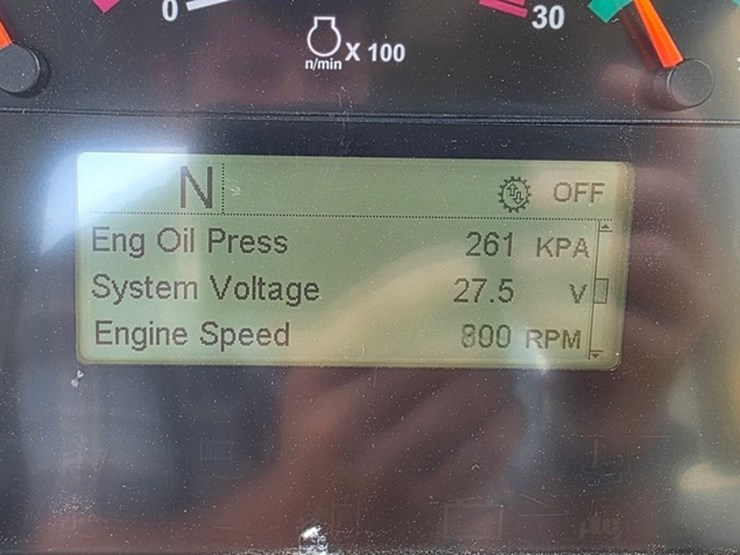 0
30
n/min X 100
N OFF
Eng Oil Press 261 KPA
System Voltage 27.5 V
Engine Speed 800 RPM